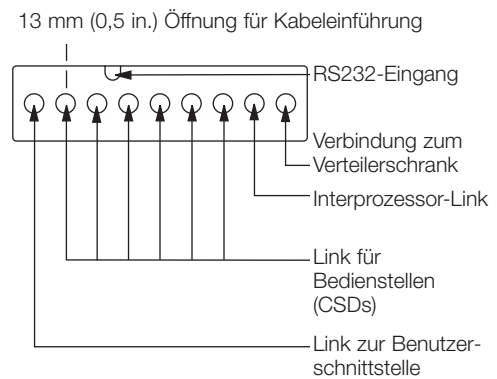 13 mm (0,5 in.) Öffnung für Kabeleinführung
RS232-Eingang
Verbindung zum
Verteilerschrank
Interprozessor-Link
Link für
Bedienstellen
(CSDs)
Link zur Benutzer-
schnittstelle